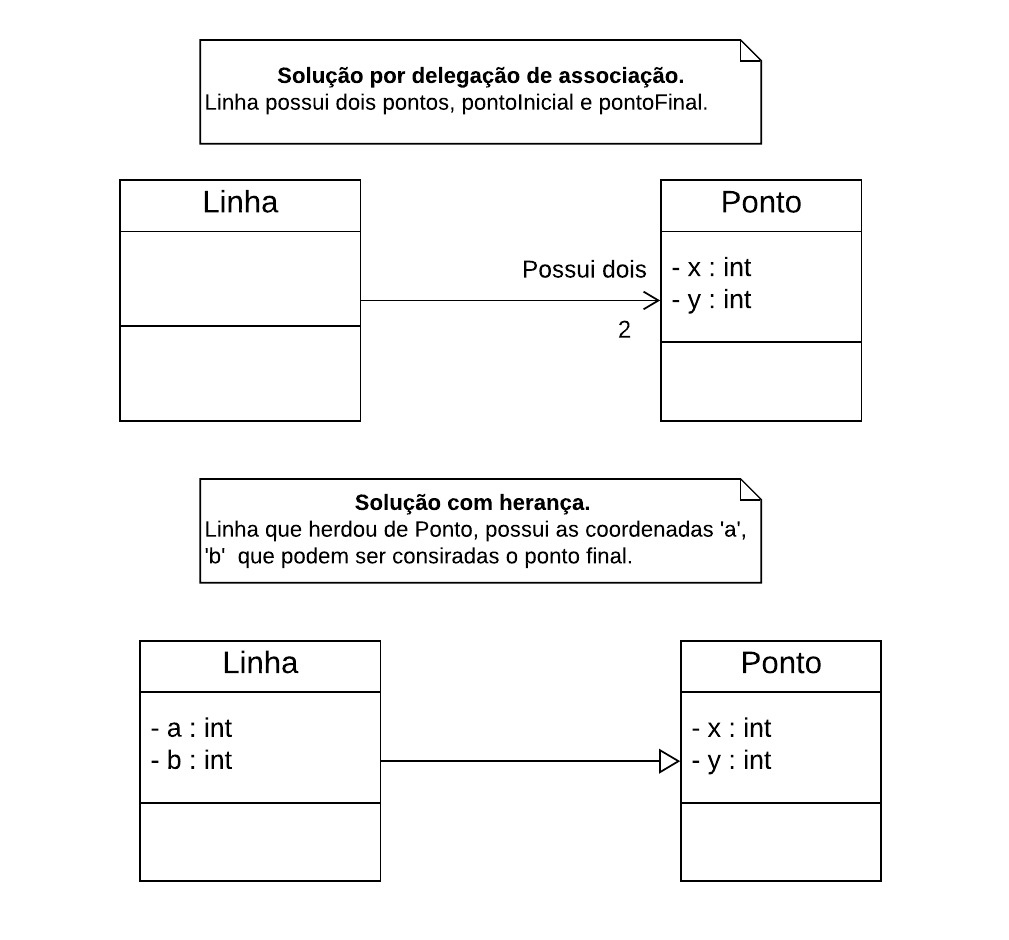 Solução por delegação de associação.
Linha possui dois pontos, pontoInicial e pontoFinal.
Linha
Ponto
- x : int
- y : int
Possui dois
2
Solução com herança.
Linha que herdou de Ponto, possui as coordenadas 'a',
'b'  que podem ser consiradas o ponto final.
Linha
- a : int
- b : int
Ponto
- x : int
- y : int